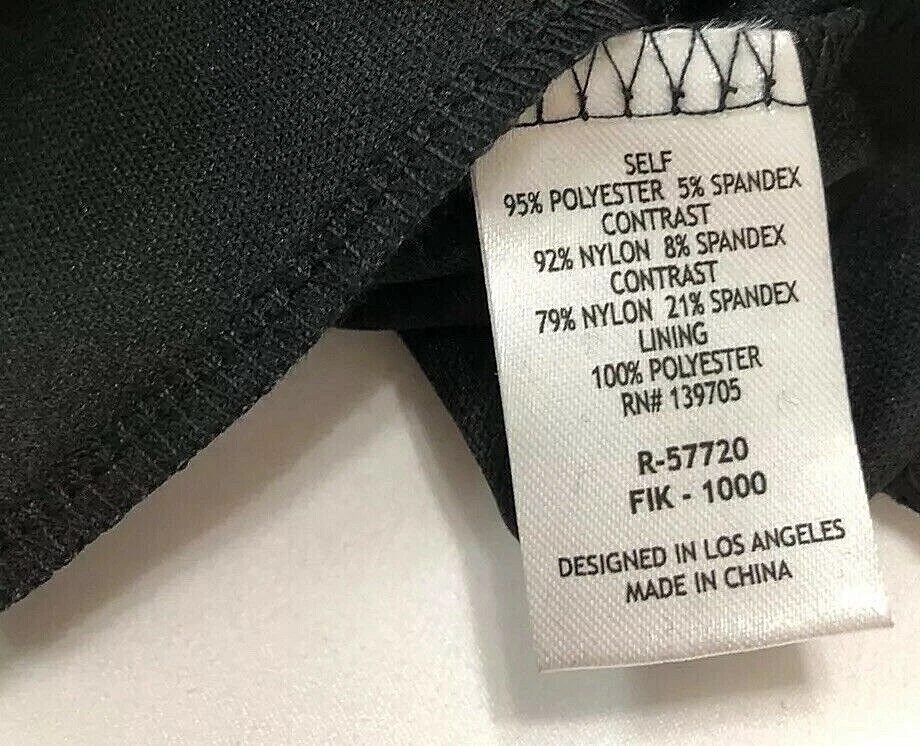 SELF
95% POLYESTER 5% SPANDEX
CONTRAST
92% NYLON 8% SPANDEX
CONTRAST
79% NYLON 21% SPANDEX
LINING
100% POLYESTER
RN# 139705
R-57720
FIK - 1000
DESIGNED IN LOS ANGELES
MADE IN CHINA